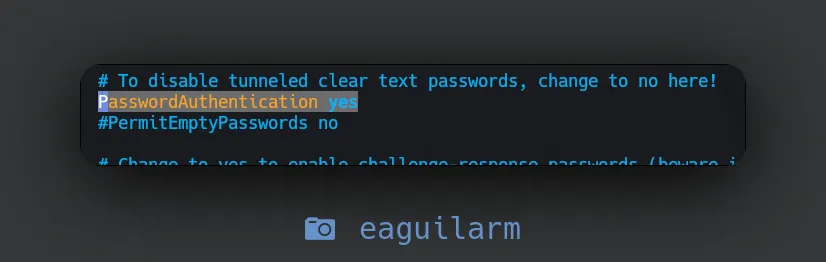 # To disable tunneled clear text passwords, change to no here!
PasswordAuthentication yes
#PermitEmptyPasswords no
# Change to yes to enable challenge-response passwords (beware i
eaguilarm